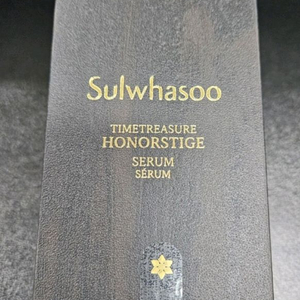 Sulwhasoo
TIMETREASURE
HONORSTIGE
SERUM
SÉRUM